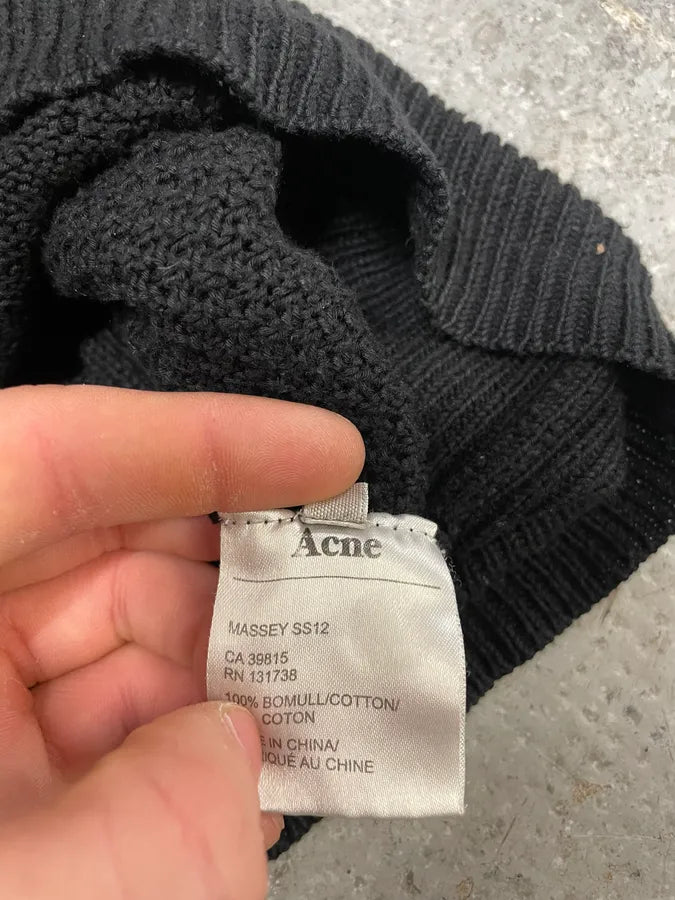 Acne
MASSEY SS12
CA 39815
RN 131738
100% BOMULL/COTTON/
COTON
IN CHINA/
AU CHINE